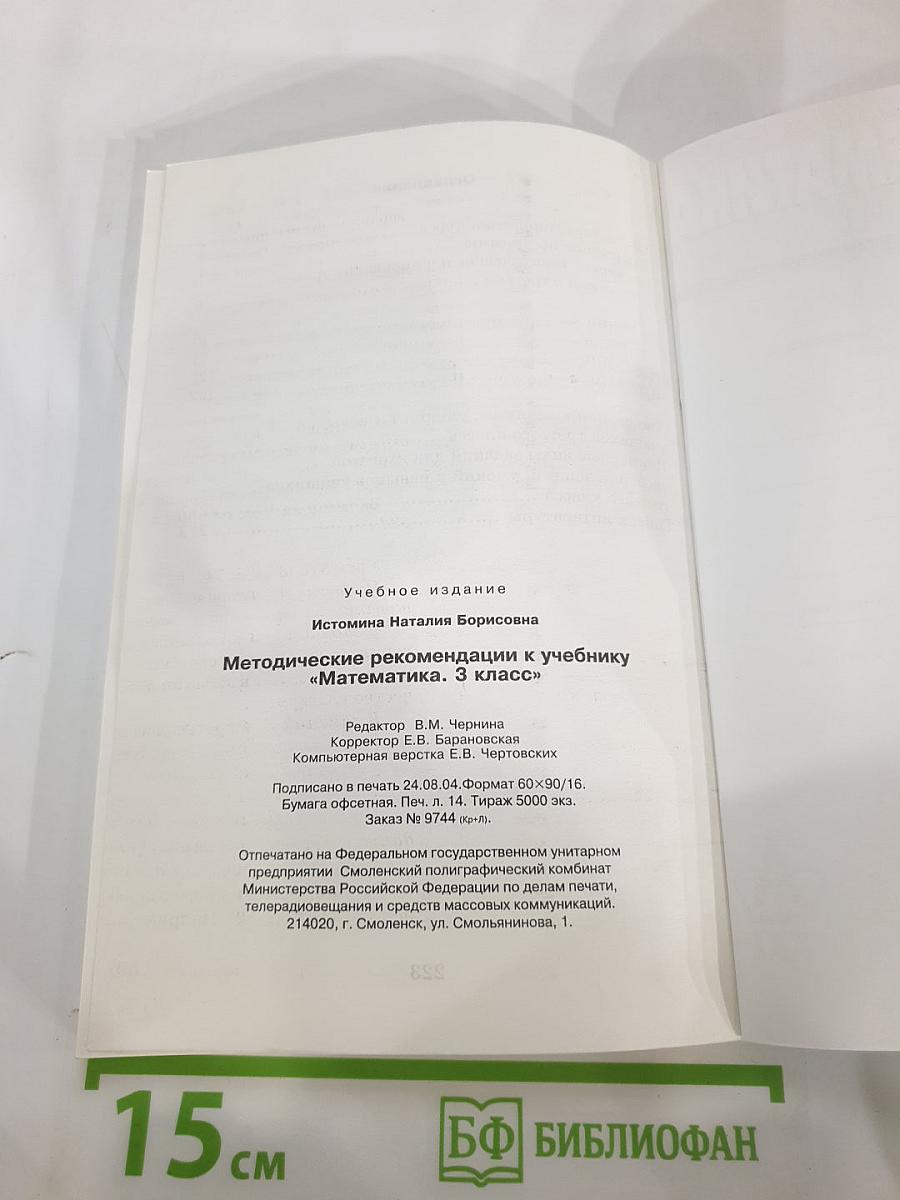 Учебное издание
Истомина Наталия Борисовна
Методические рекомендации к учебнику
«Математика. 3 класс»
Редактор В.М. Чернина
Корректор Е.В. Барановская
Компьютерная верстка Е.В. Чертовских
Подписано в печать 24.08.04.Формат 60×90/16.
Бумага офсетная. Печ. л. 14. Тираж 5000 экз.
Заказ № 9744 (Кр+Л).
Отпечатано на Федеральном государственном унитарном
предприятии Смоленский полиграфический комбинат
Министерства Российской Федерации по делам печати,
телерадиовещания и средств массовых коммуникаций.
214020, г. Смоленск, ул. Смольянинова, 1.
223
15 см
БФ БИБЛИОФАН